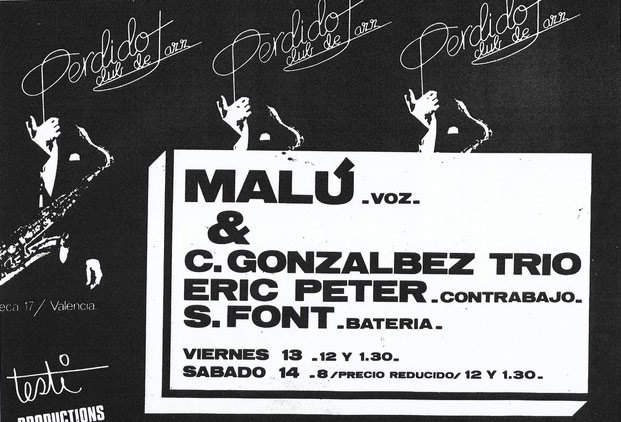 Perdido
club de jazz
Perdido
club de jazz
Perdido
club de jazz
MALÚ -VOZ-
&
C. GONZALBEZ TRIO
ERIC PETER -CONTRABAJO-
S. FONT -BATERIA-
VIERNES 13 -12 Y 1.30-
SABADO 14 -8 /PRECIO REDUCIDO/ 12 Y 1.30-
eca 17 / Valencia
testi
PRODUCTIONS